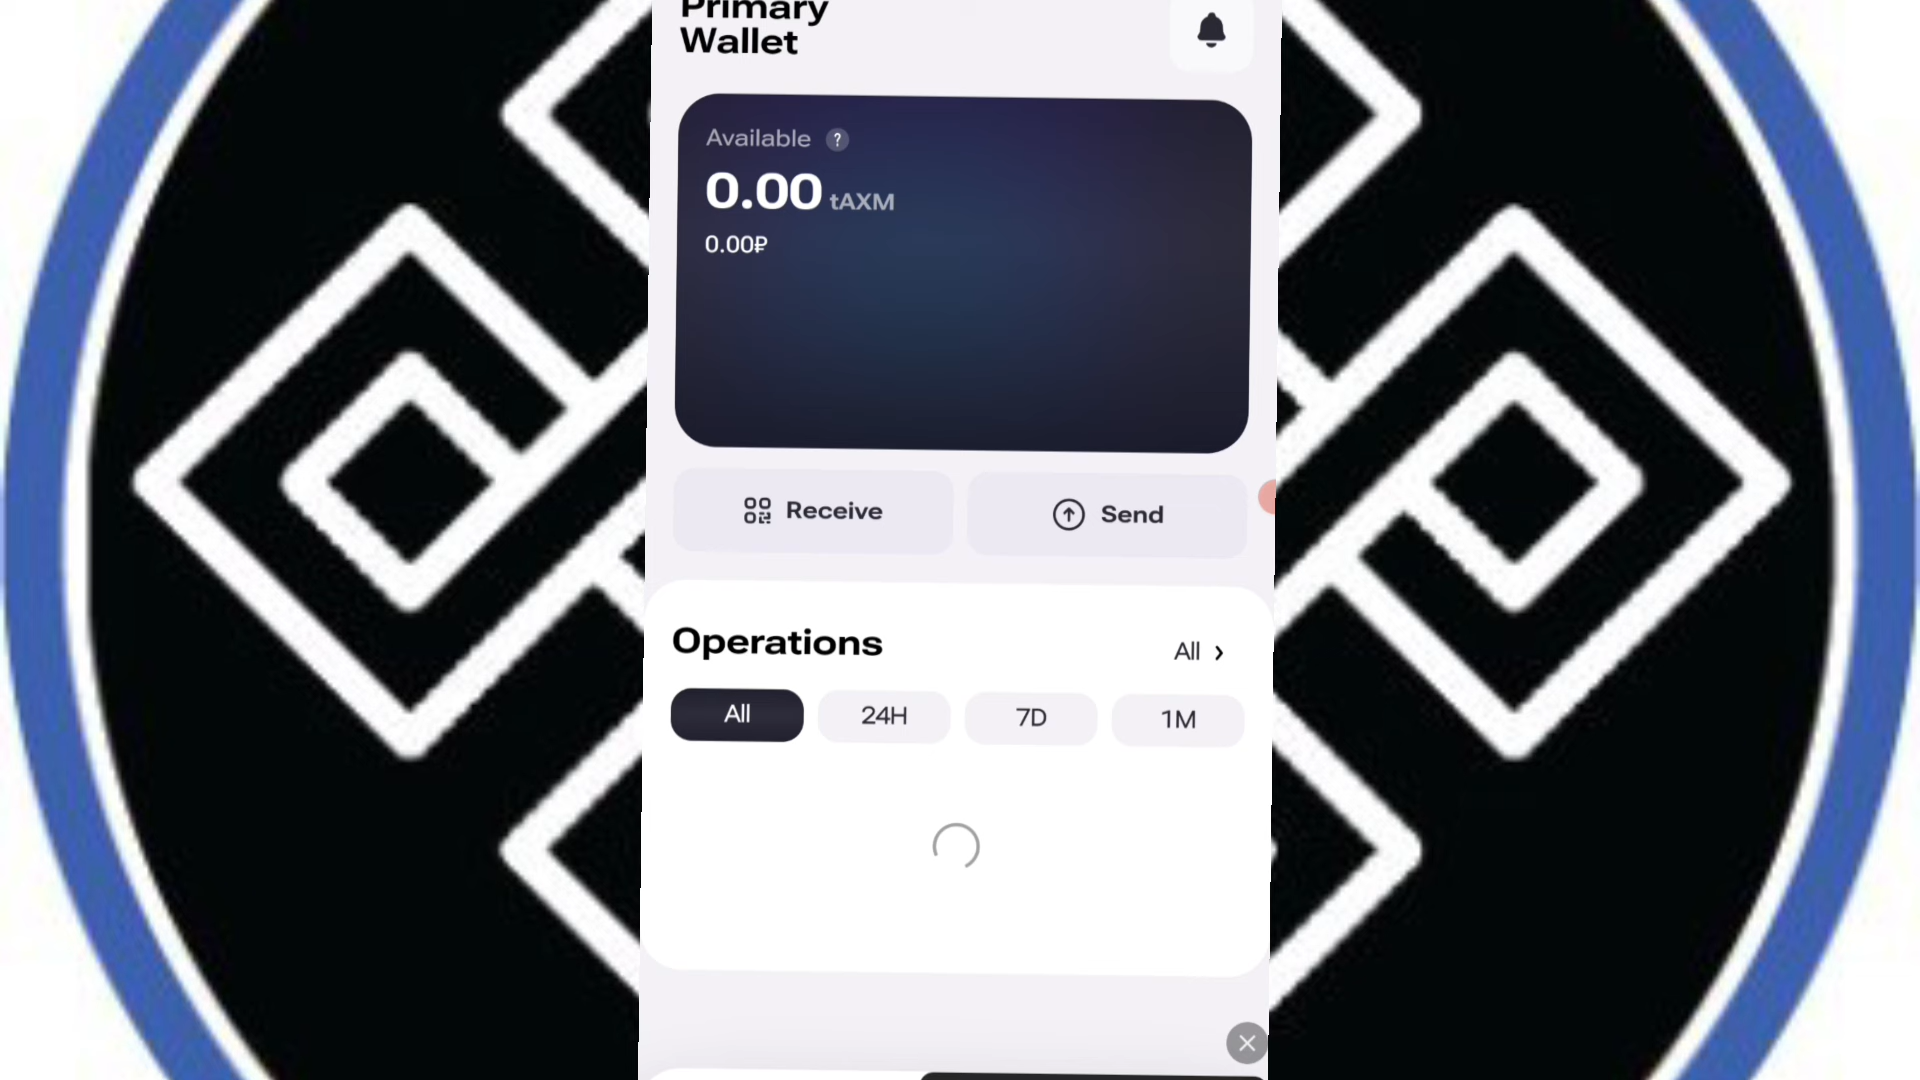 Primary
Wallet
Available ?
0.00 tAXM
0.00₽
Receive
Send
Operations
All
All
24H
7D
1M